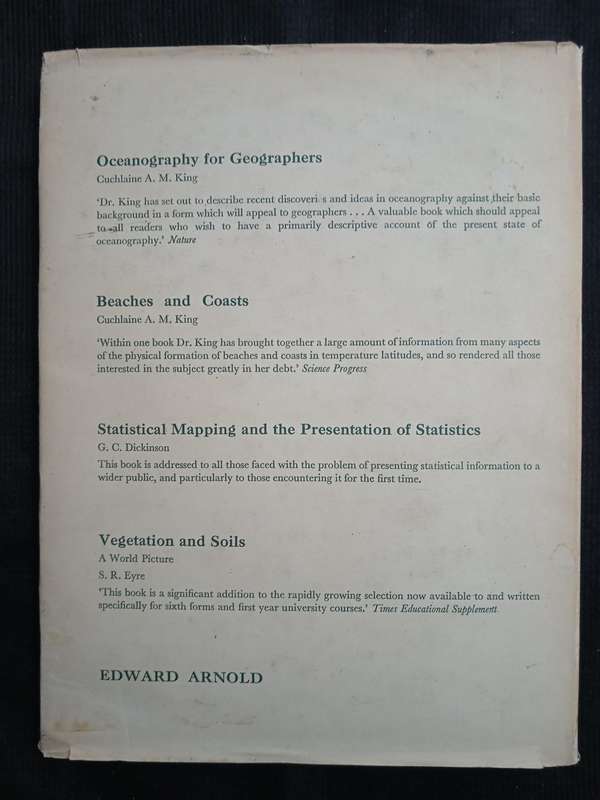 Oceanography for Geographers
Cuchlaine A. M. King
‘Dr. King has set out to describe recent discoveri s and ideas in oceanography against their basic
background in a form which will appeal to geographers . . . A valuable book which should appeal
to all readers who wish to have a primarily descriptive account of the present state of
oceanography.’ Nature
Beaches and Coasts
Cuchlaine A. M. King
‘Within one book Dr. King has brought together a large amount of information from many aspects
of the physical formation of beaches and coasts in temperature latitudes, and so rendered all those
interested in the subject greatly in her debt.’ Science Progress
Statistical Mapping and the Presentation of Statistics
G. C. Dickinson
This book is addressed to all those faced with the problem of presenting statistical information to a
wider public, and particularly to those encountering it for the first time.
Vegetation and Soils
A World Picture
S. R. Eyre
‘This book is a significant addition to the rapidly growing selection now available to and written
specifically for sixth forms and first year university courses.’ Times Educational Supplement
EDWARD ARNOLD